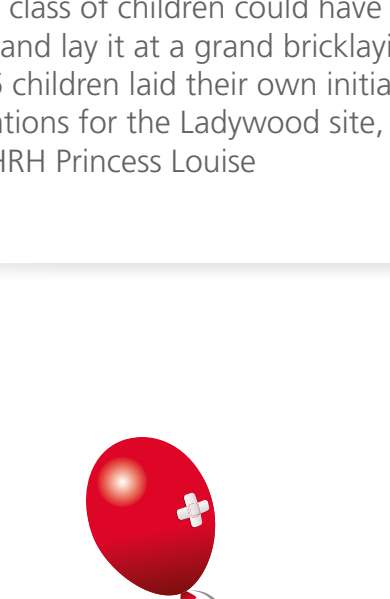 class of children could have
and lay it at a grand bricklayi
5 children laid their own initia
ations for the Ladywood site,
HRH Princess Louise